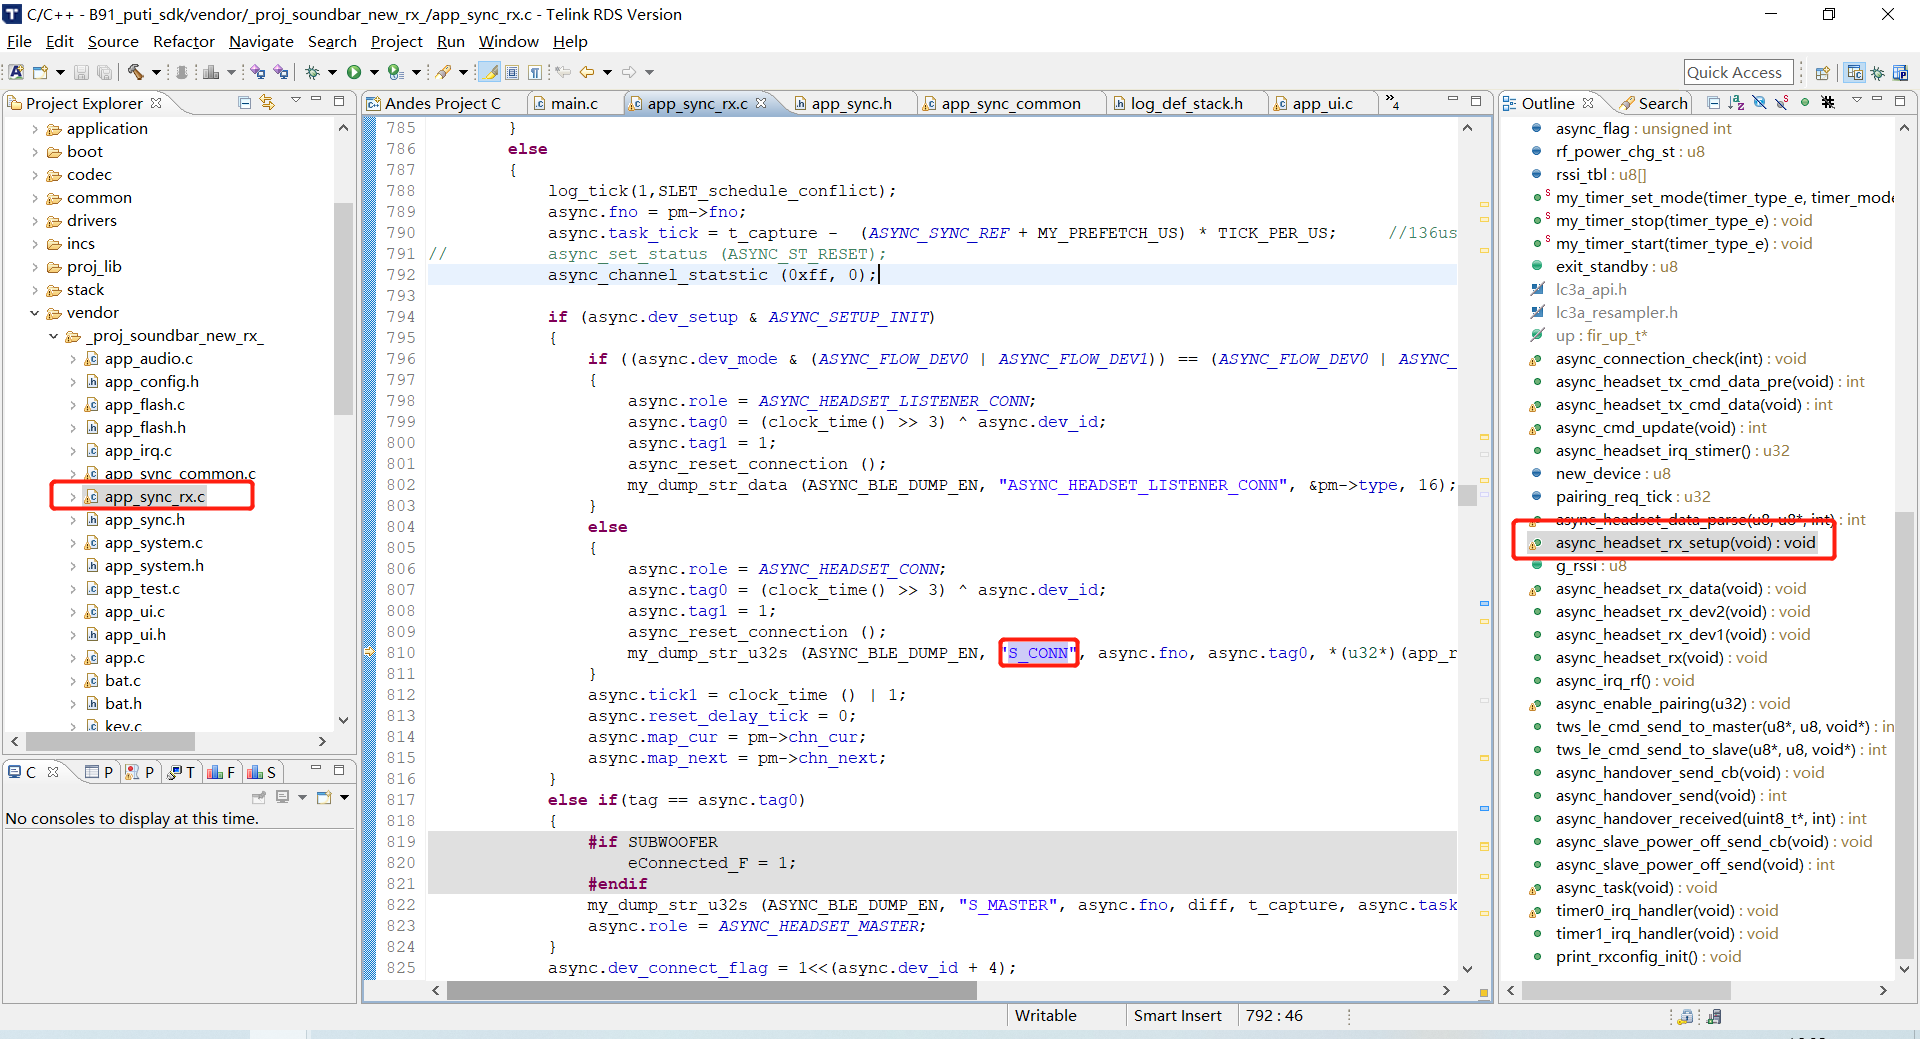 C/C++ - B91_puti_sdk/vendor/_proj_soundbar_new_rx_/app_sync_rx.c - Telink RDS Version
File Edit Source Refactor Navigate Search Project Run Window Help
Quick Access
Project Explorer
application
boot
codec
common
drivers
incs
proj_lib
stack
vendor
_proj_soundbar_new_rx_
app_audio.c
app_config.h
app_flash.c
app_flash.h
app_irq.c
app_sync_common.c
app_sync_rx.c
app_sync.h
app_system.c
app_system.h
app_test.c
app_ui.c
app_ui.h
app.c
bat.c
bat.h
key.c
C P P T F S
No consoles to display at this time.
Andes Project C main.c app_sync_rx.c app_sync.h app_sync_common log_def_stack.h app_ui.c »4
785 }
786 else
787 {
788 log_tick(1,SLET_schedule_conflict);
789 async.fno = pm->fno;
790 async.task_tick = t_capture - (ASYNC_SYNC_REF + MY_PREFETCH_US) * TICK_PER_US; //136us
791 // async_set_status (ASYNC_ST_RESET);
792 async_channel_statstic (0xff, 0);
793
794 if (async.dev_setup & ASYNC_SETUP_INIT)
795 {
796 if ((async.dev_mode & (ASYNC_FLOW_DEV0 | ASYNC_FLOW_DEV1)) == (ASYNC_FLOW_DEV0 | ASYNC_
797 {
798 async.role = ASYNC_HEADSET_LISTENER_CONN;
799 async.tag0 = (clock_time() >> 3) ^ async.dev_id;
800 async.tag1 = 1;
801 async_reset_connection ();
802 my_dump_str_data (ASYNC_BLE_DUMP_EN, "ASYNC_HEADSET_LISTENER_CONN", &pm->type, 16);
803 }
804 else
805 {
806 async.role = ASYNC_HEADSET_CONN;
807 async.tag0 = (clock_time() >> 3) ^ async.dev_id;
808 async.tag1 = 1;
809 async_reset_connection ();
810 my_dump_str_u32s (ASYNC_BLE_DUMP_EN, "S_CONN", async.fno, async.tag0, *(u32*)(app_r
811 }
812 async.tick1 = clock_time () | 1;
813 async.reset_delay_tick = 0;
814 async.map_cur = pm->chn_cur;
815 async.map_next = pm->chn_next;
816 }
817 else if(tag == async.tag0)
818 {
819 #if SUBWOOFER
820 eConnected_F = 1;
821 #endif
822 my_dump_str_u32s (ASYNC_BLE_DUMP_EN, "S_MASTER", async.fno, diff, t_capture, async.task
823 async.role = ASYNC_HEADSET_MASTER;
824 }
825 async.dev_connect_flag = 1<<(async.dev_id + 4);
Outline Search
async_flag : unsigned int
rf_power_chg_st : u8
rssi_tbl : u8[]
my_timer_set_mode(timer_type_e, timer_mode
my_timer_stop(timer_type_e) : void
my_timer_start(timer_type_e) : void
exit_standby : u8
lc3a_api.h
lc3a_resampler.h
up : fir_up_t*
async_connection_check(int) : void
async_headset_tx_cmd_data_pre(void) : int
async_headset_tx_cmd_data(void) : int
async_cmd_update(void) : int
async_headset_irq_stimer() : u32
new_device : u8
pairing_req_tick : u32
async_headset_data_parse(u8, u8*, int) : int
async_headset_rx_setup(void) : void
g_rssi : u8
async_headset_rx_data(void) : void
async_headset_rx_dev2(void) : void
async_headset_rx_dev1(void) : void
async_headset_rx(void) : void
async_irq_rf() : void
async_enable_pairing(u32) : void
tws_le_cmd_send_to_master(u8*, u8, void*) : in
tws_le_cmd_send_to_slave(u8*, u8, void*) : int
async_handover_send_cb(void) : void
async_handover_send(void) : int
async_handover_received(uint8_t*, int) : int
async_slave_power_off_send_cb(void) : void
async_slave_power_off_send(void) : int
async_task(void) : void
timer0_irq_handler(void) : void
timer1_irq_handler(void) : void
print_rxconfig_init() : void
Writable Smart Insert 792 : 46